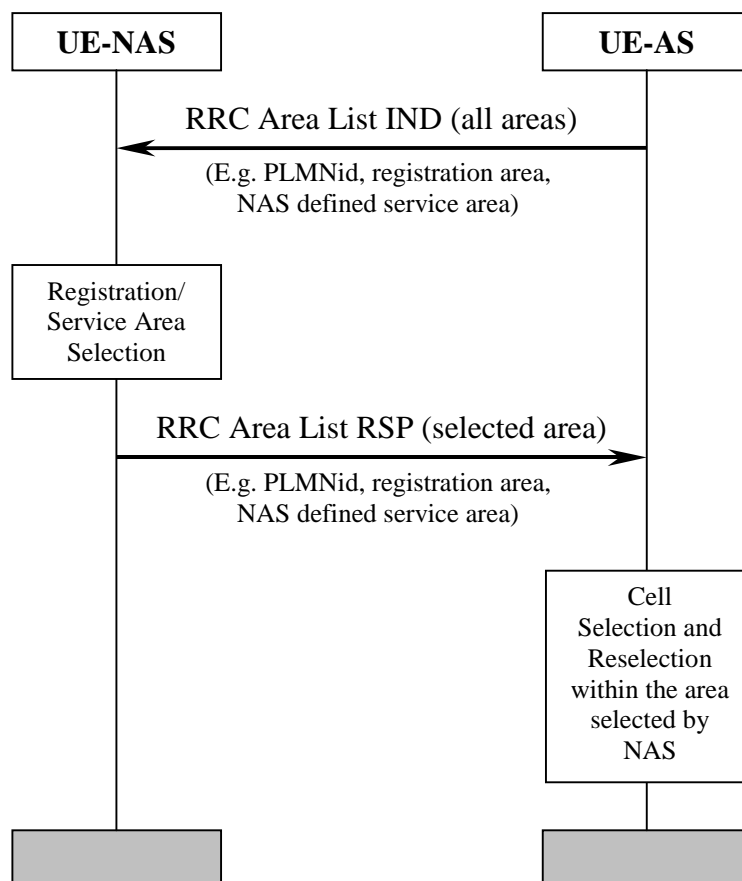 UE-NAS
UE-AS
RRC Area List IND (all areas)
(E.g. PLMNid, registration area,
NAS defined service area)
Registration/
Service Area
Selection
RRC Area List RSP (selected area)
(E.g. PLMNid, registration area,
NAS defined service area)
Cell
Selection and
Reselection
within the area
selected by
NAS